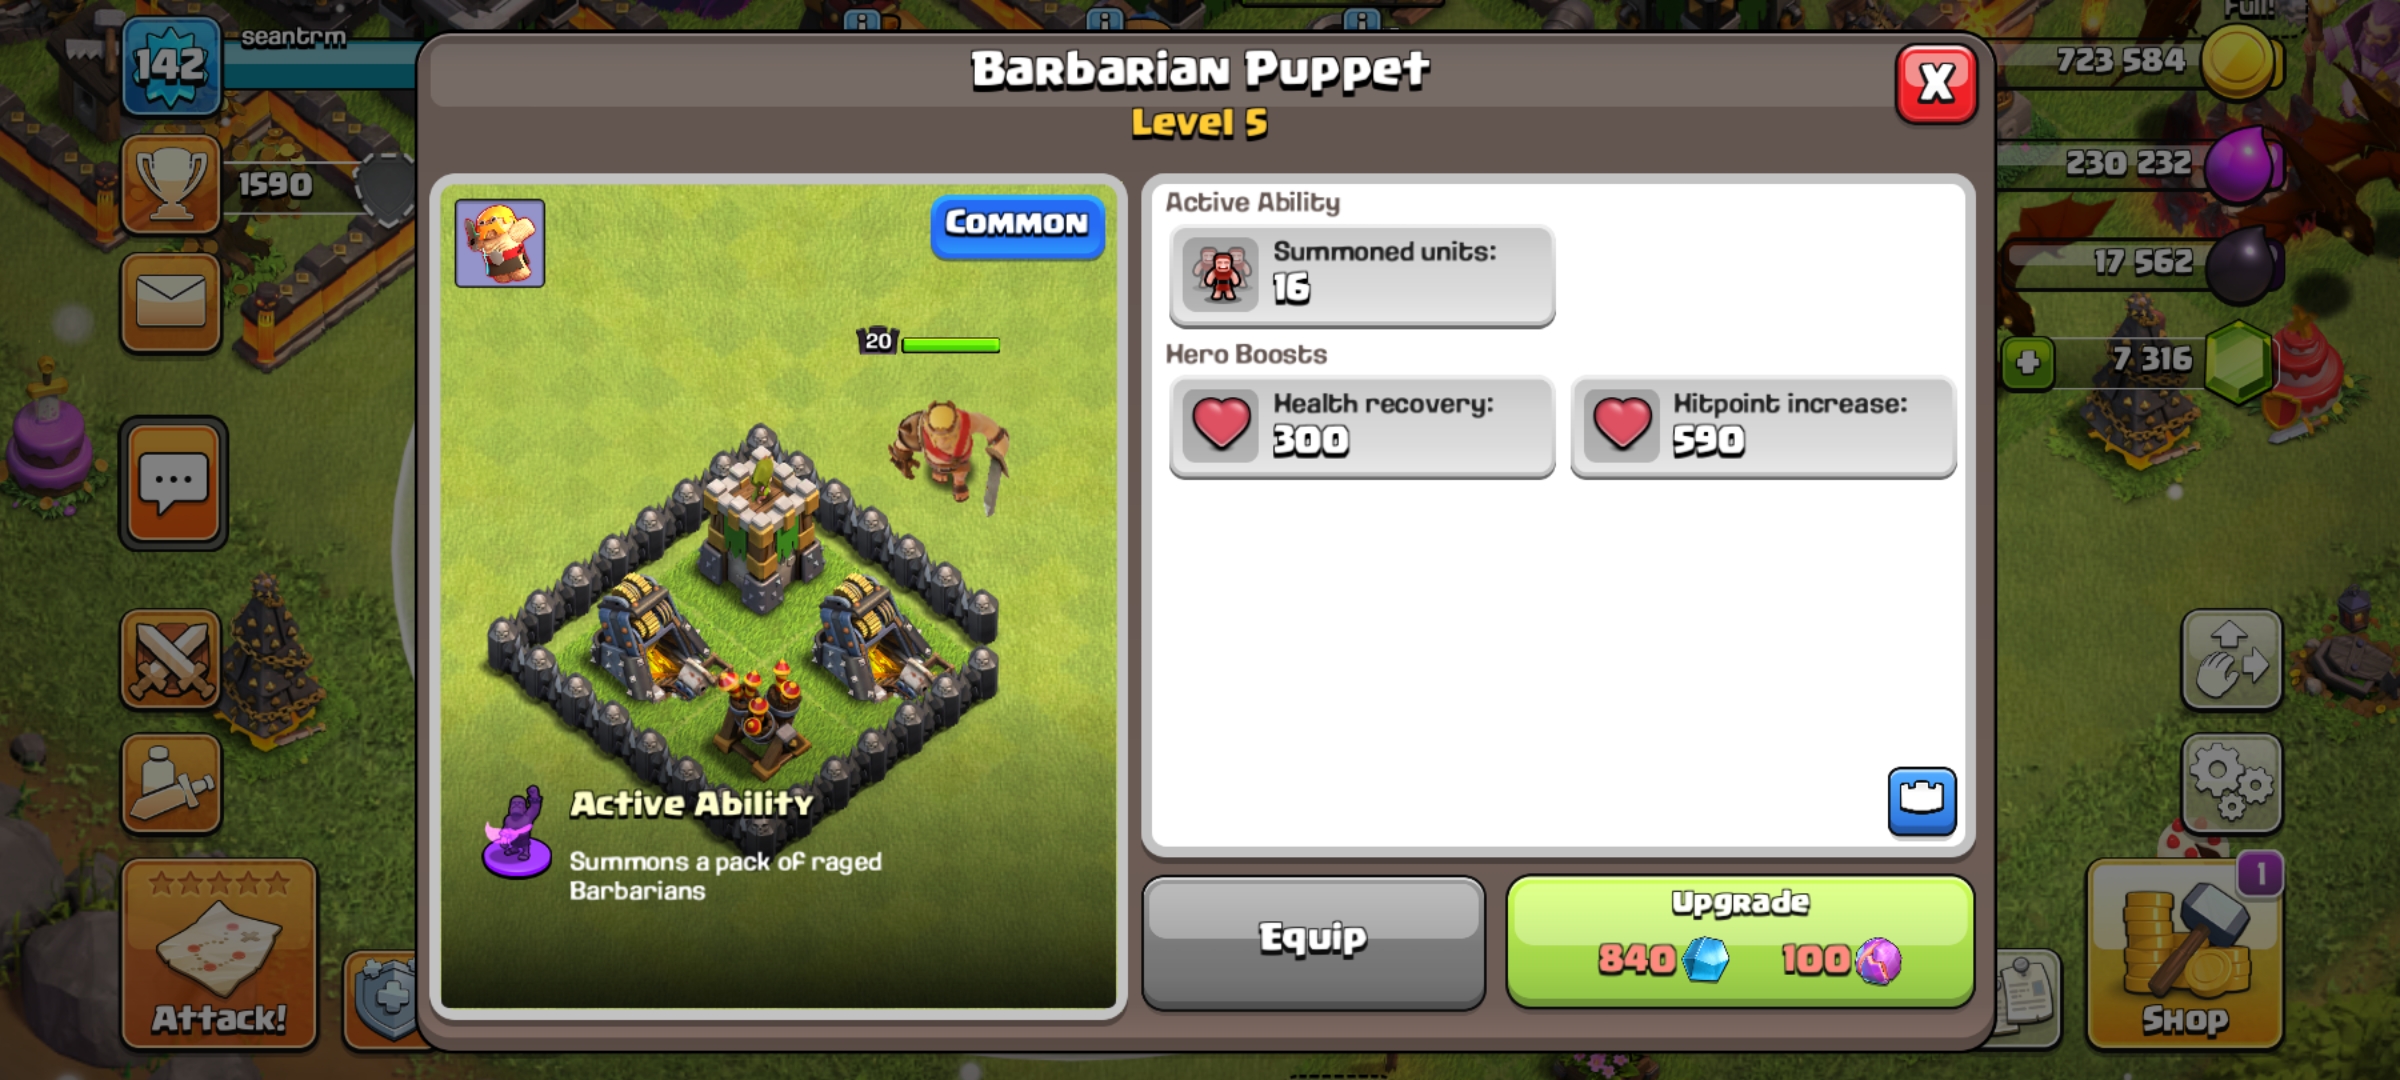 Full!
142
seantrm
Barbarian Puppet
X
723 584
Level 5
230 232
1590
COMMON
Active Ability
Summoned units:
16
17 562
20
Hero Boosts
7 316
Health recovery:
300
Hitpoint increase:
590
Active Ability
Summons a pack of raged
Barbarians
Equip
Upgrade
840
100
1
Attack!
Shop